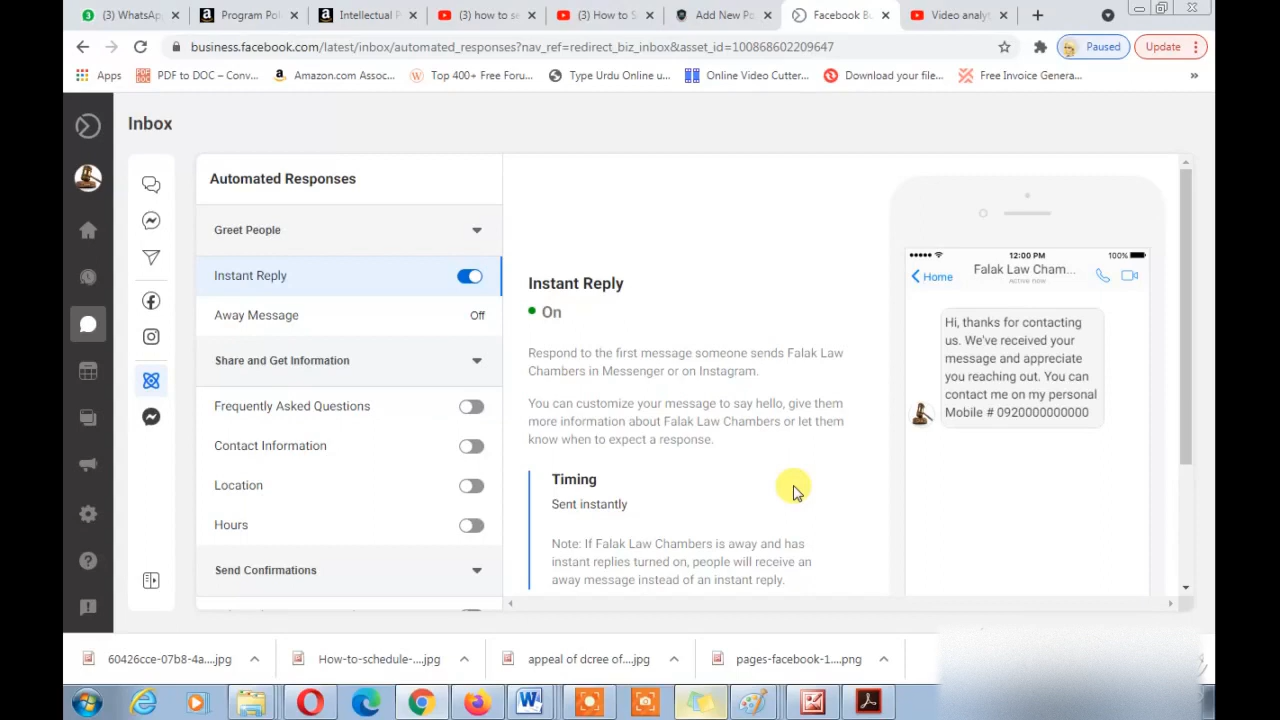 (3) WhatsA
Program Pol
Intellectual P
(3) how to se
(3) How To S
Add New Po
Facebook Bu
Video analyt
business.facebook.com/latest/inbox/automated_responses?nav_ref=redirect_biz_inbox&asset_id=100868602209647
Paused
Update
Apps
PDF to DOC – Conv...
Amazon.com Assoc...
Top 400+ Free Foru...
Type Urdu Online u...
Online Video Cutter...
Download your file...
Free Invoice Genera...
»
Inbox
Automated Responses
Greet People
Instant Reply
Away Message Off
Share and Get Information
Frequently Asked Questions
Contact Information
Location
Hours
Send Confirmations
Instant Reply
On
Respond to the first message someone sends Falak Law
Chambers in Messenger or on Instagram.
You can customize your message to say hello, give them
more information about Falak Law Chambers or let them
know when to expect a response.
Timing
Sent instantly
Note: If Falak Law Chambers is away and has
instant replies turned on, people will receive an
away message instead of an instant reply.
12:00 PM 100%
Home
Falak Law Cham...
Active now
Hi, thanks for contacting
us. We've received your
message and appreciate
you reaching out. You can
contact me on my personal
Mobile # 0920000000000
60426cce-07b8-4a....jpg
How-to-schedule-....jpg
appeal of dcree of....jpg
pages-facebook-1....png